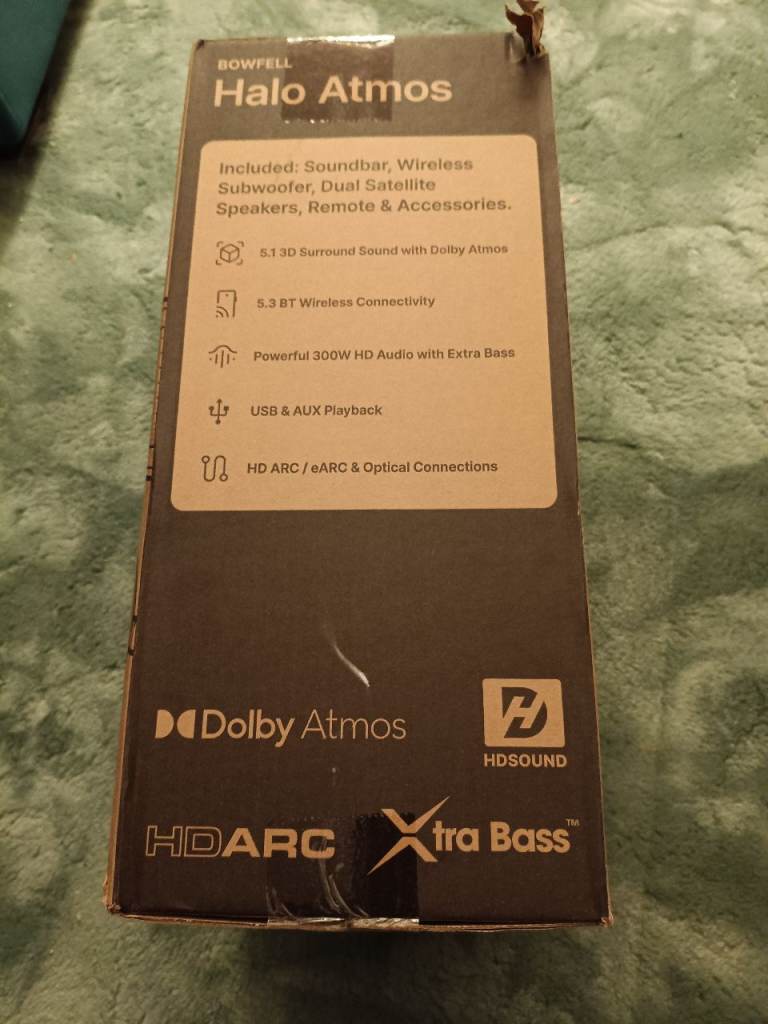 BOWFELL
Halo Atmos
Included: Soundbar, Wireless
Subwoofer, Dual Satellite
Speakers, Remote & Accessories.
5.1 3D Surround Sound with Dolby Atmos
5.3 BT Wireless Connectivity
Powerful 300W HD Audio with Extra Bass
USB & AUX Playback
HD ARC / eARC & Optical Connections
Dolby Atmos
HDSOUND
HDARC
Xtra Bass™